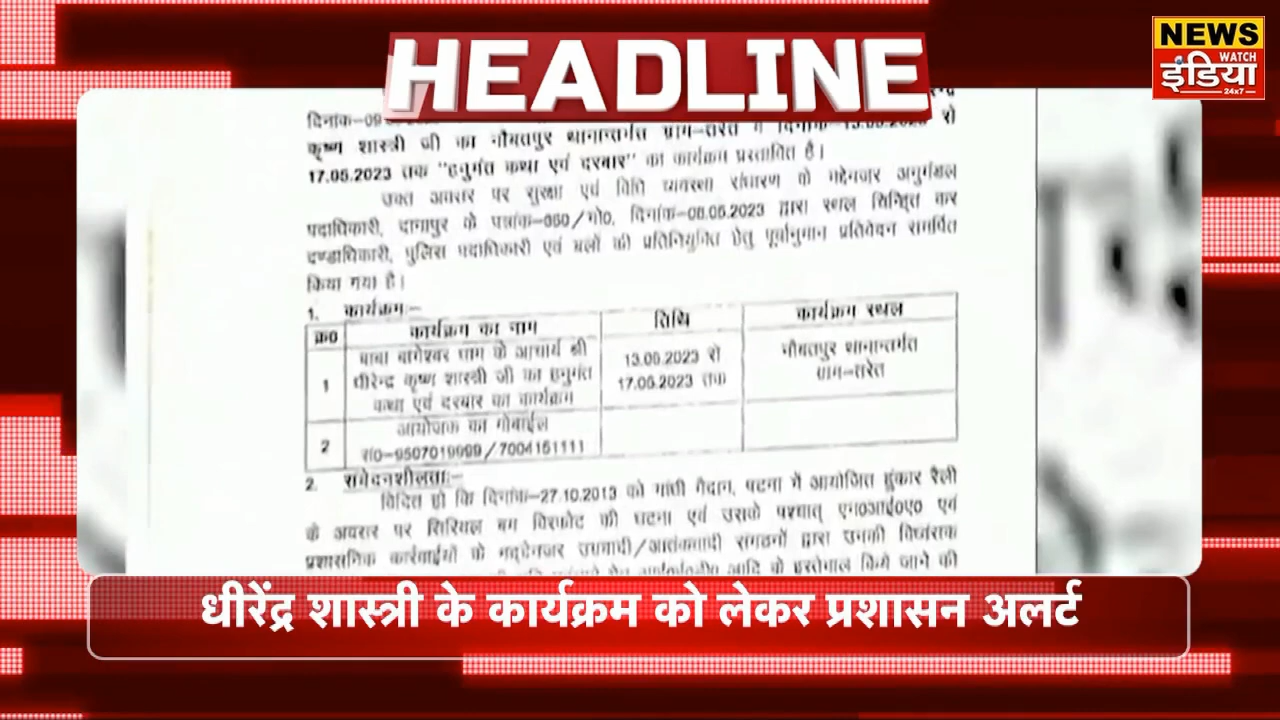 HEADLINE
NEWS
WATCH
इंडिया
24x7
दिनांक-09
कृष्ण शास्त्री जी का नौबतपुर थानान्तर्गत ग्राम-तरेत में दिनांक-13.05.2023 से
17.05.2023 तक "हनुमंत कथा एवं दरबार" का कार्यक्रम प्रस्तावित है।
उक्त अवसर पर सुरक्षा एवं विधि व्यवस्था संधारण के मद्देनजर अनुमंडल
पदाधिकारी, दानापुर के पत्रांक-860/गो0, दिनांक-08.05.2023 द्वारा स्थल चिन्हित कर
दण्डाधिकारी, पुलिस पदाधिकारी एवं बलों की प्रतिनियुक्ति हेतु पूर्वानुमान प्रतिवेदन समर्पित
किया गया है।
1. कार्यक्रम:-
क्र0 कार्यक्रम का नाम तिथि कार्यक्रम स्थल
1 बाबा बागेश्वर धाम के आचार्य श्री धीरेन्द्र कृष्ण शास्त्री जी का हनुमंत कथा एवं दरबार का कार्यक्रम 13.05.2023 से 17.05.2023 तक नौबतपुर थानान्तर्गत ग्राम-तरेत
2 आयोजक का मोबाईल सं0-9507019999/7004151111
2. संवेदनशीलता:-
विदित हो कि दिनांक-27.10.2013 को गांधी मैदान, पटना में आयोजित हुंकार रैली
के अवसर पर सिरियल बम विस्फोट की घटना एवं उसके पश्चात् एन0आई0ए0 एवं
प्रशासनिक कार्रवाईयों के मद्देनजर उग्रवादी/आतंकवादी संगठनों द्वारा उनकी विध्वंसक
आदि के इस्तेमाल किये जाने की
धीरेंद्र शास्त्री के कार्यक्रम को लेकर प्रशासन अलर्ट